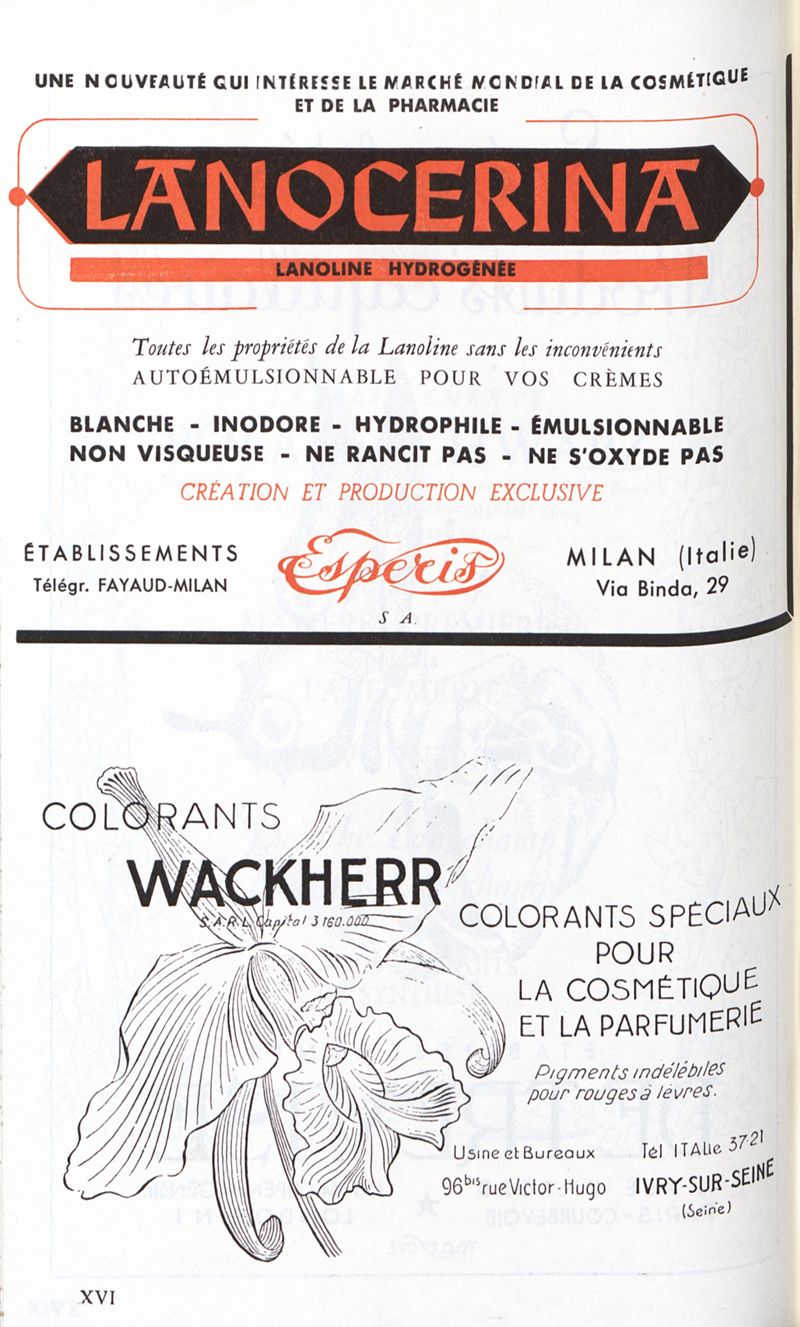 UNE NOUVEAUTÉ QUI INTÉRESSE LE MARCHÉ MONDIAL DE LA COSMÉTIQUE
ET DE LA PHARMACIE
LANOCERINA
LANOLINE HYDROGÉNÉE
Toutes les propriétés de la Lanoline sans les inconvénients
AUTOÉMULSIONNABLE POUR VOS CRÈMES
BLANCHE - INODORE - HYDROPHILE - ÉMULSIONNABLE
NON VISQUEUSE - NE RANCIT PAS - NE S'OXYDE PAS
CRÉATION ET PRODUCTION EXCLUSIVE
ÉTABLISSEMENTS
Télégr. FAYAUD-MILAN
Esperis
S A.
MILAN (Italie)
Via Binda, 29
COLORANTS
WACKHERR
S.A.R.L. Capital 3 160.000
COLORANTS SPÉCIAUX
POUR
LA COSMÉTIQUE
ET LA PARFUMERIE
Pigments indélébiles
pour rouges à lèvres.
Usine et Bureaux
96bis rue Victor-Hugo
Tél ITAlie 37-21
IVRY-SUR-SEINE
(Seine)
XVI